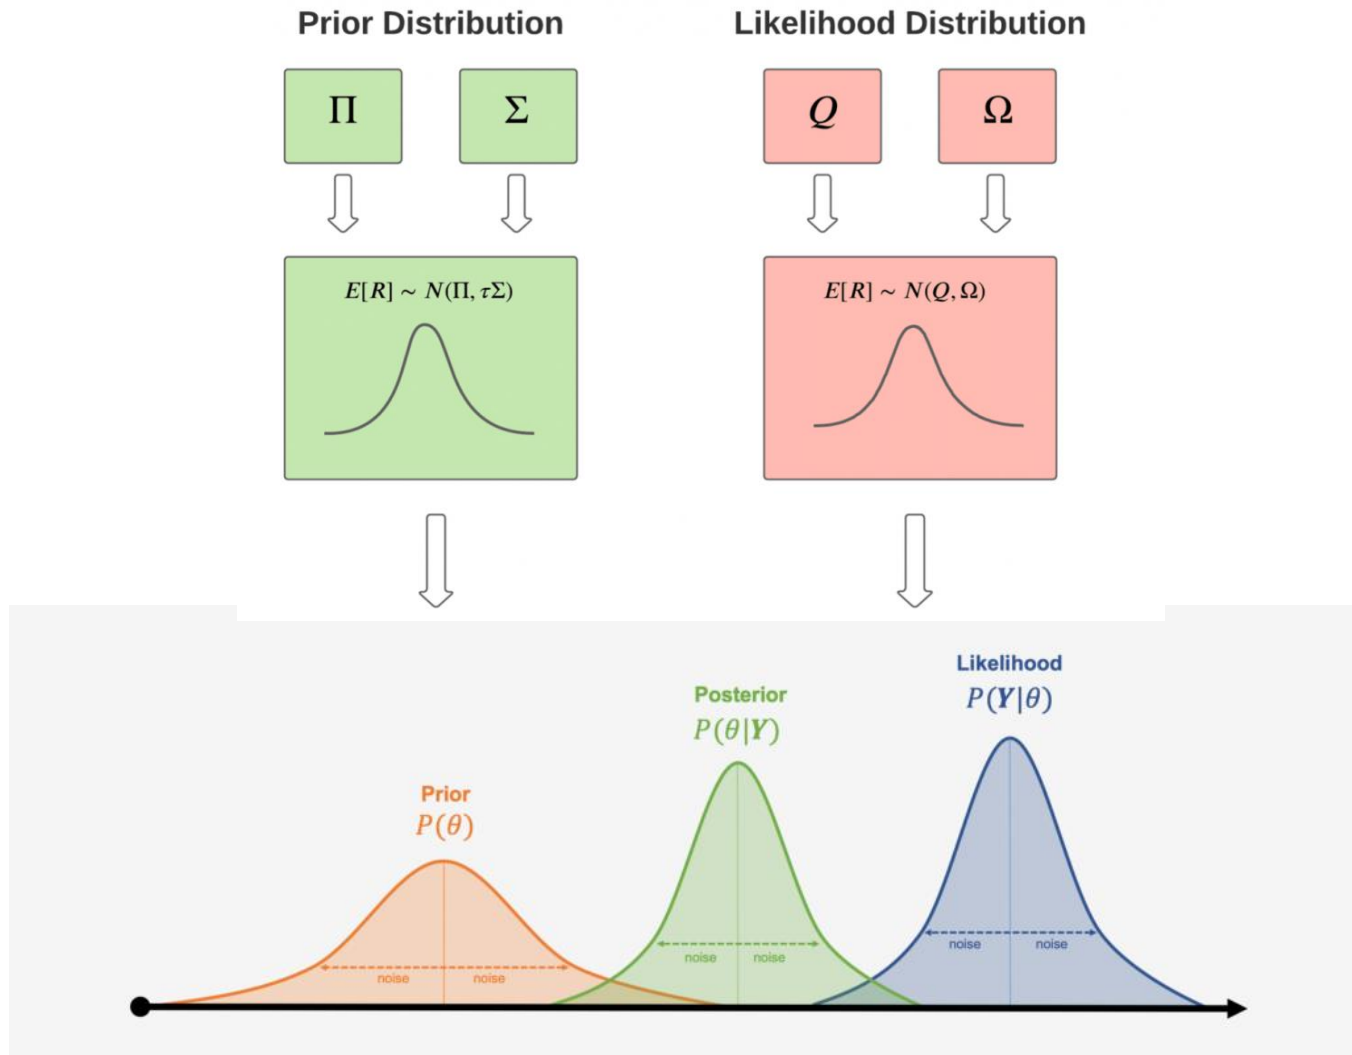 Prior Distribution
Likelihood Distribution
Π
Σ
Q
Ω
E[R] ∼ N(Π, τΣ)
E[R] ∼ N(Q, Ω)
Likelihood
P(Y|θ)
Posterior
P(θ|Y)
Prior
P(θ)
noise noise
noise noise
noise noise